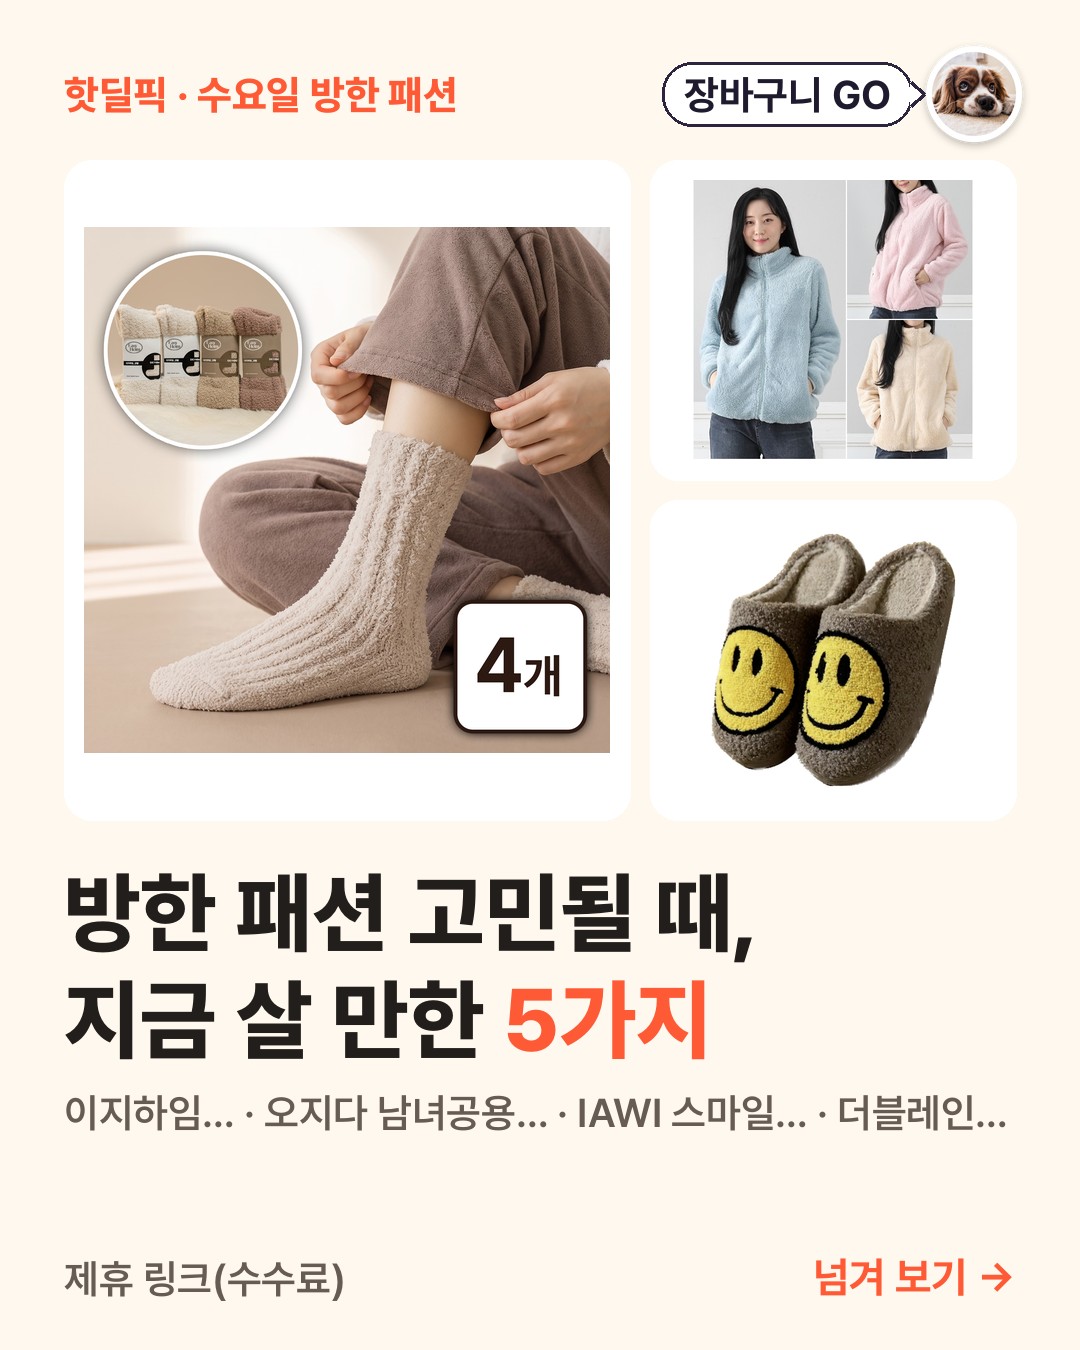 핫딜픽 · 수요일 방한 패션
장바구니 GO
4개
방한 패션 고민될 때,
지금 살 만한 5가지
이지하임... · 오지다 남녀공용... · IAWI 스마일... · 더블레인...
제휴 링크(수수료)
넘겨 보기 →